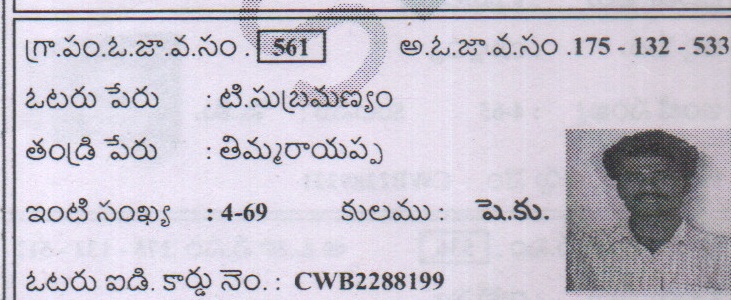 గ్రా.పం.ఓ.జా.వ.సం . 561 అ.ఓ.జా.వ.సం .175 - 132 - 533
ఓటరు పేరు : టి.సుబ్రమణ్యం
తండ్రి పేరు : తిమ్మరాయప్ప
ఇంటి సంఖ్య : 4-69 కులము షె.కు.
ఓటరు ఐడి. కార్డు నెం. : CWB2288199